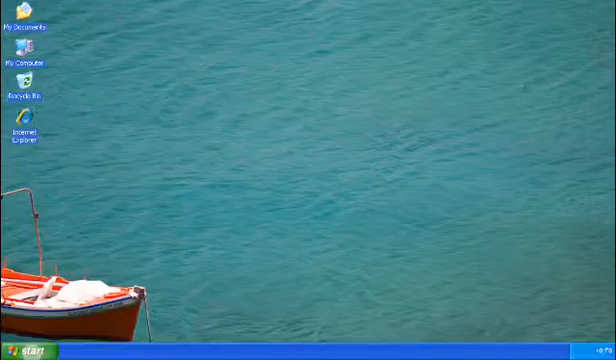 My Documents
My Computer
Recycle Bin
Internet
Explorer
start